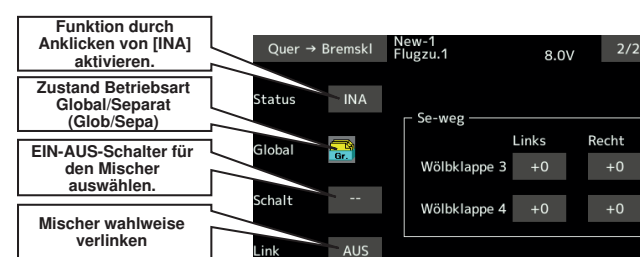 Funktion durch
Anklicken von [INA]
aktivieren.
Zustand Betriebsart
Global/Separat
(Glob/Sepa)
EIN-AUS-Schalter für
den Mischer
auswählen.
Mischer wahlweise
verlinken
Quer → Bremskl
New-1
Flugzu.1
8.0V
2/2
Status INA
Global Gr.
Schalt --
Link AUS
Se-weg
Links Recht
Wölbklappe 3 +0 +0
Wölbklappe 4 +0 +0